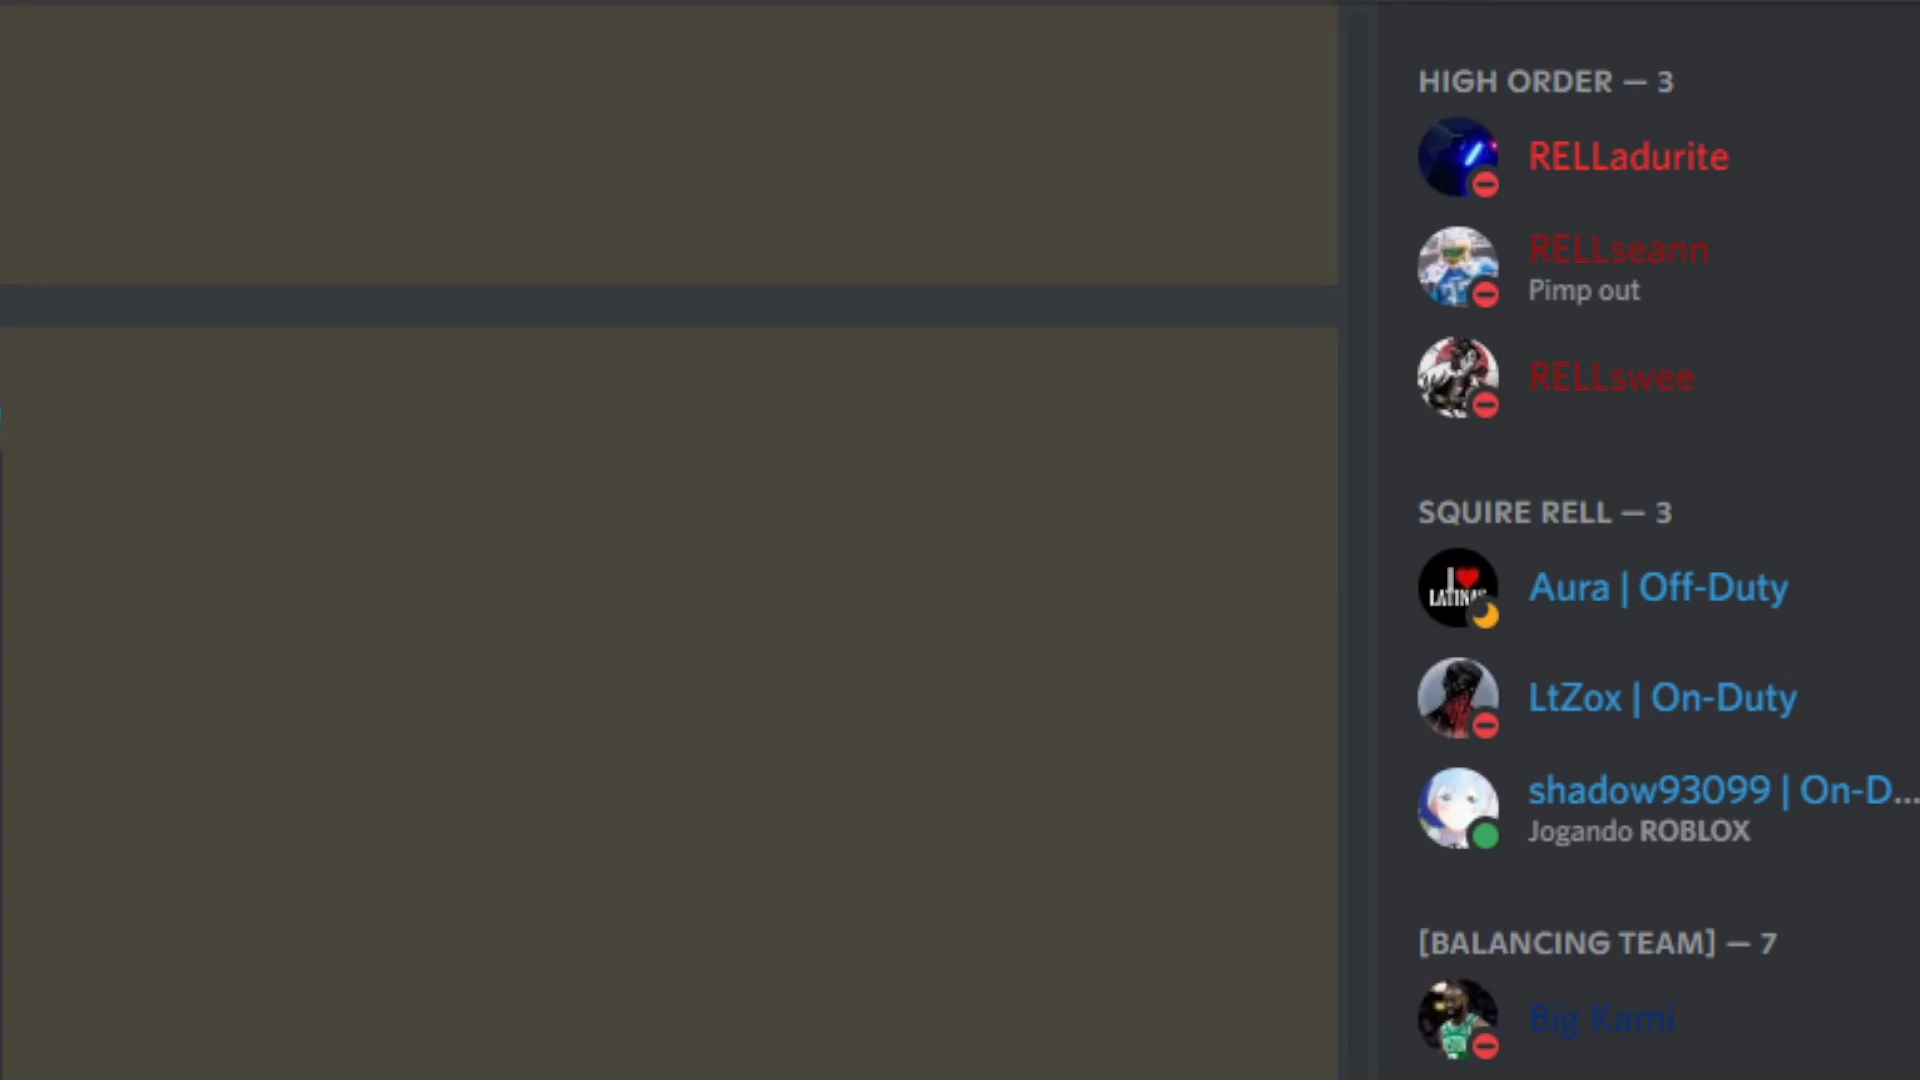 HIGH ORDER — 3
RELLadurite
RELLseann
Pimp out
RELLswee
SQUIRE RELL — 3
I
LATINAS
Aura | Off-Duty
LtZox | On-Duty
shadow93099 | On-D...
Jogando ROBLOX
[BALANCING TEAM] — 7
Big Kami